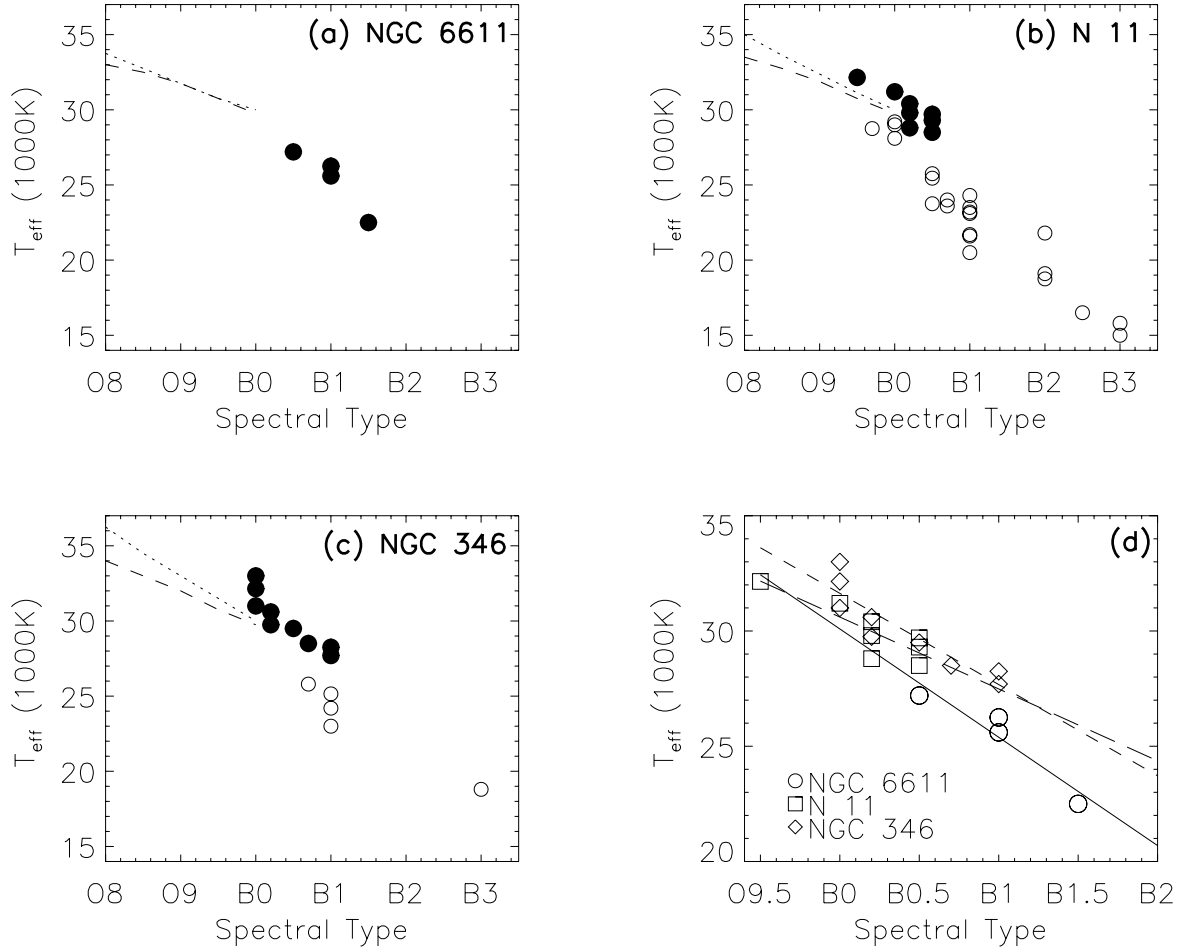 (a) NGC 6611
35
30
25
20
15
T_eff (1000K)
O8 O9 B0 B1 B2 B3
Spectral Type
(b) N 11
35
30
25
20
15
T_eff (1000K)
O8 O9 B0 B1 B2 B3
Spectral Type
(c) NGC 346
35
30
25
20
15
T_eff (1000K)
O8 O9 B0 B1 B2 B3
Spectral Type
(d)
35
30
25
20
T_eff (1000K)
NGC 6611
N 11
NGC 346
O9.5 B0 B0.5 B1 B1.5 B2
Spectral Type